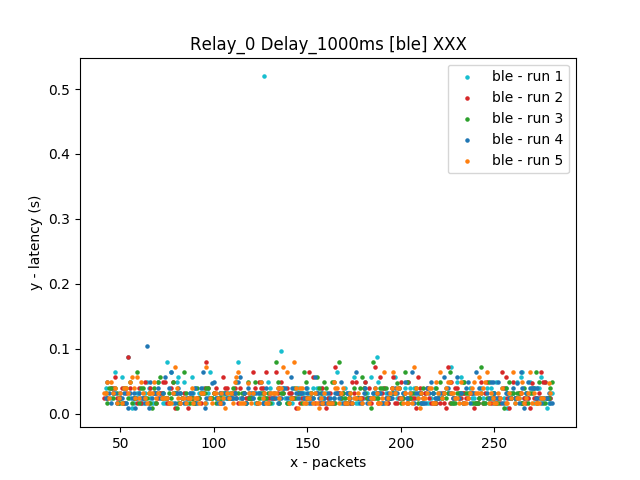 Relay_0 Delay_1000ms [ble] XXX
ble - run 1
ble - run 2
ble - run 3
ble - run 4
ble - run 5
y - latency (s)
0.5
0.4
0.3
0.2
0.1
0.0
50 100 150 200 250
x - packets